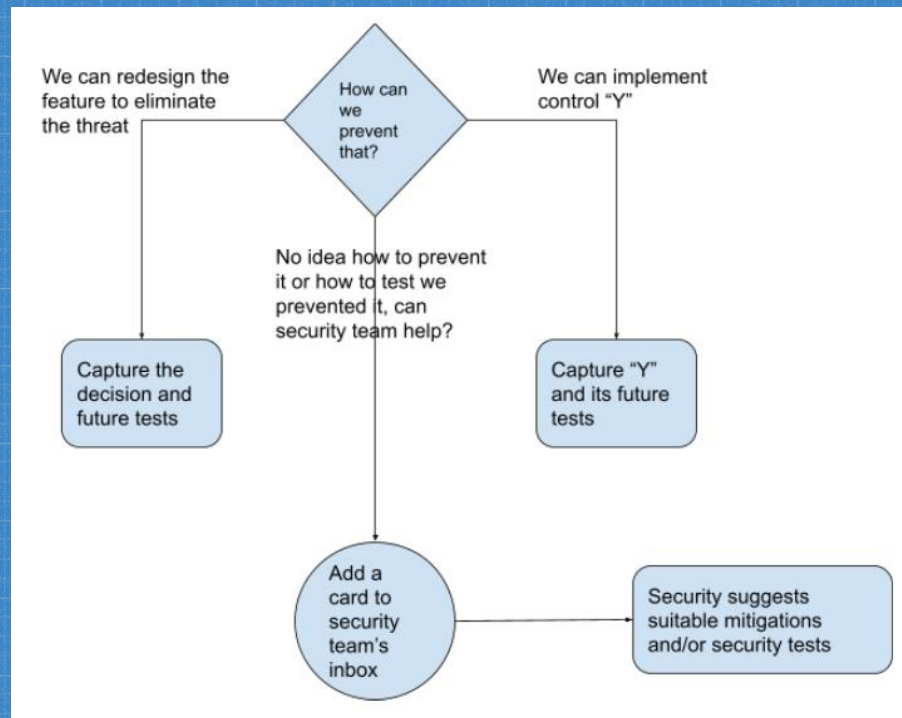 We can redesign the
feature to eliminate
the threat
How can
we
prevent
that?
We can implement
control “Y”
No idea how to prevent
it or how to test we
prevented it, can
security team help?
Capture the
decision and
future tests
Capture “Y”
and its future
tests
Add a
card to
security
team’s
inbox
Security suggests
suitable mitigations
and/or security tests